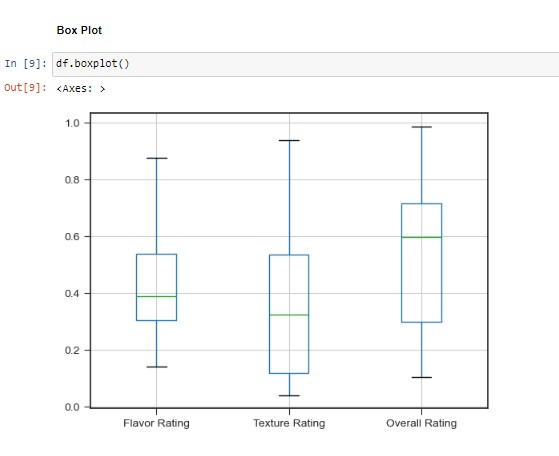 Box Plot
In [9]: df.boxplot()
Out[9]: <Axes: >
1.0
0.8
0.6
0.4
0.2
0.0
Flavor Rating Texture Rating Overall Rating